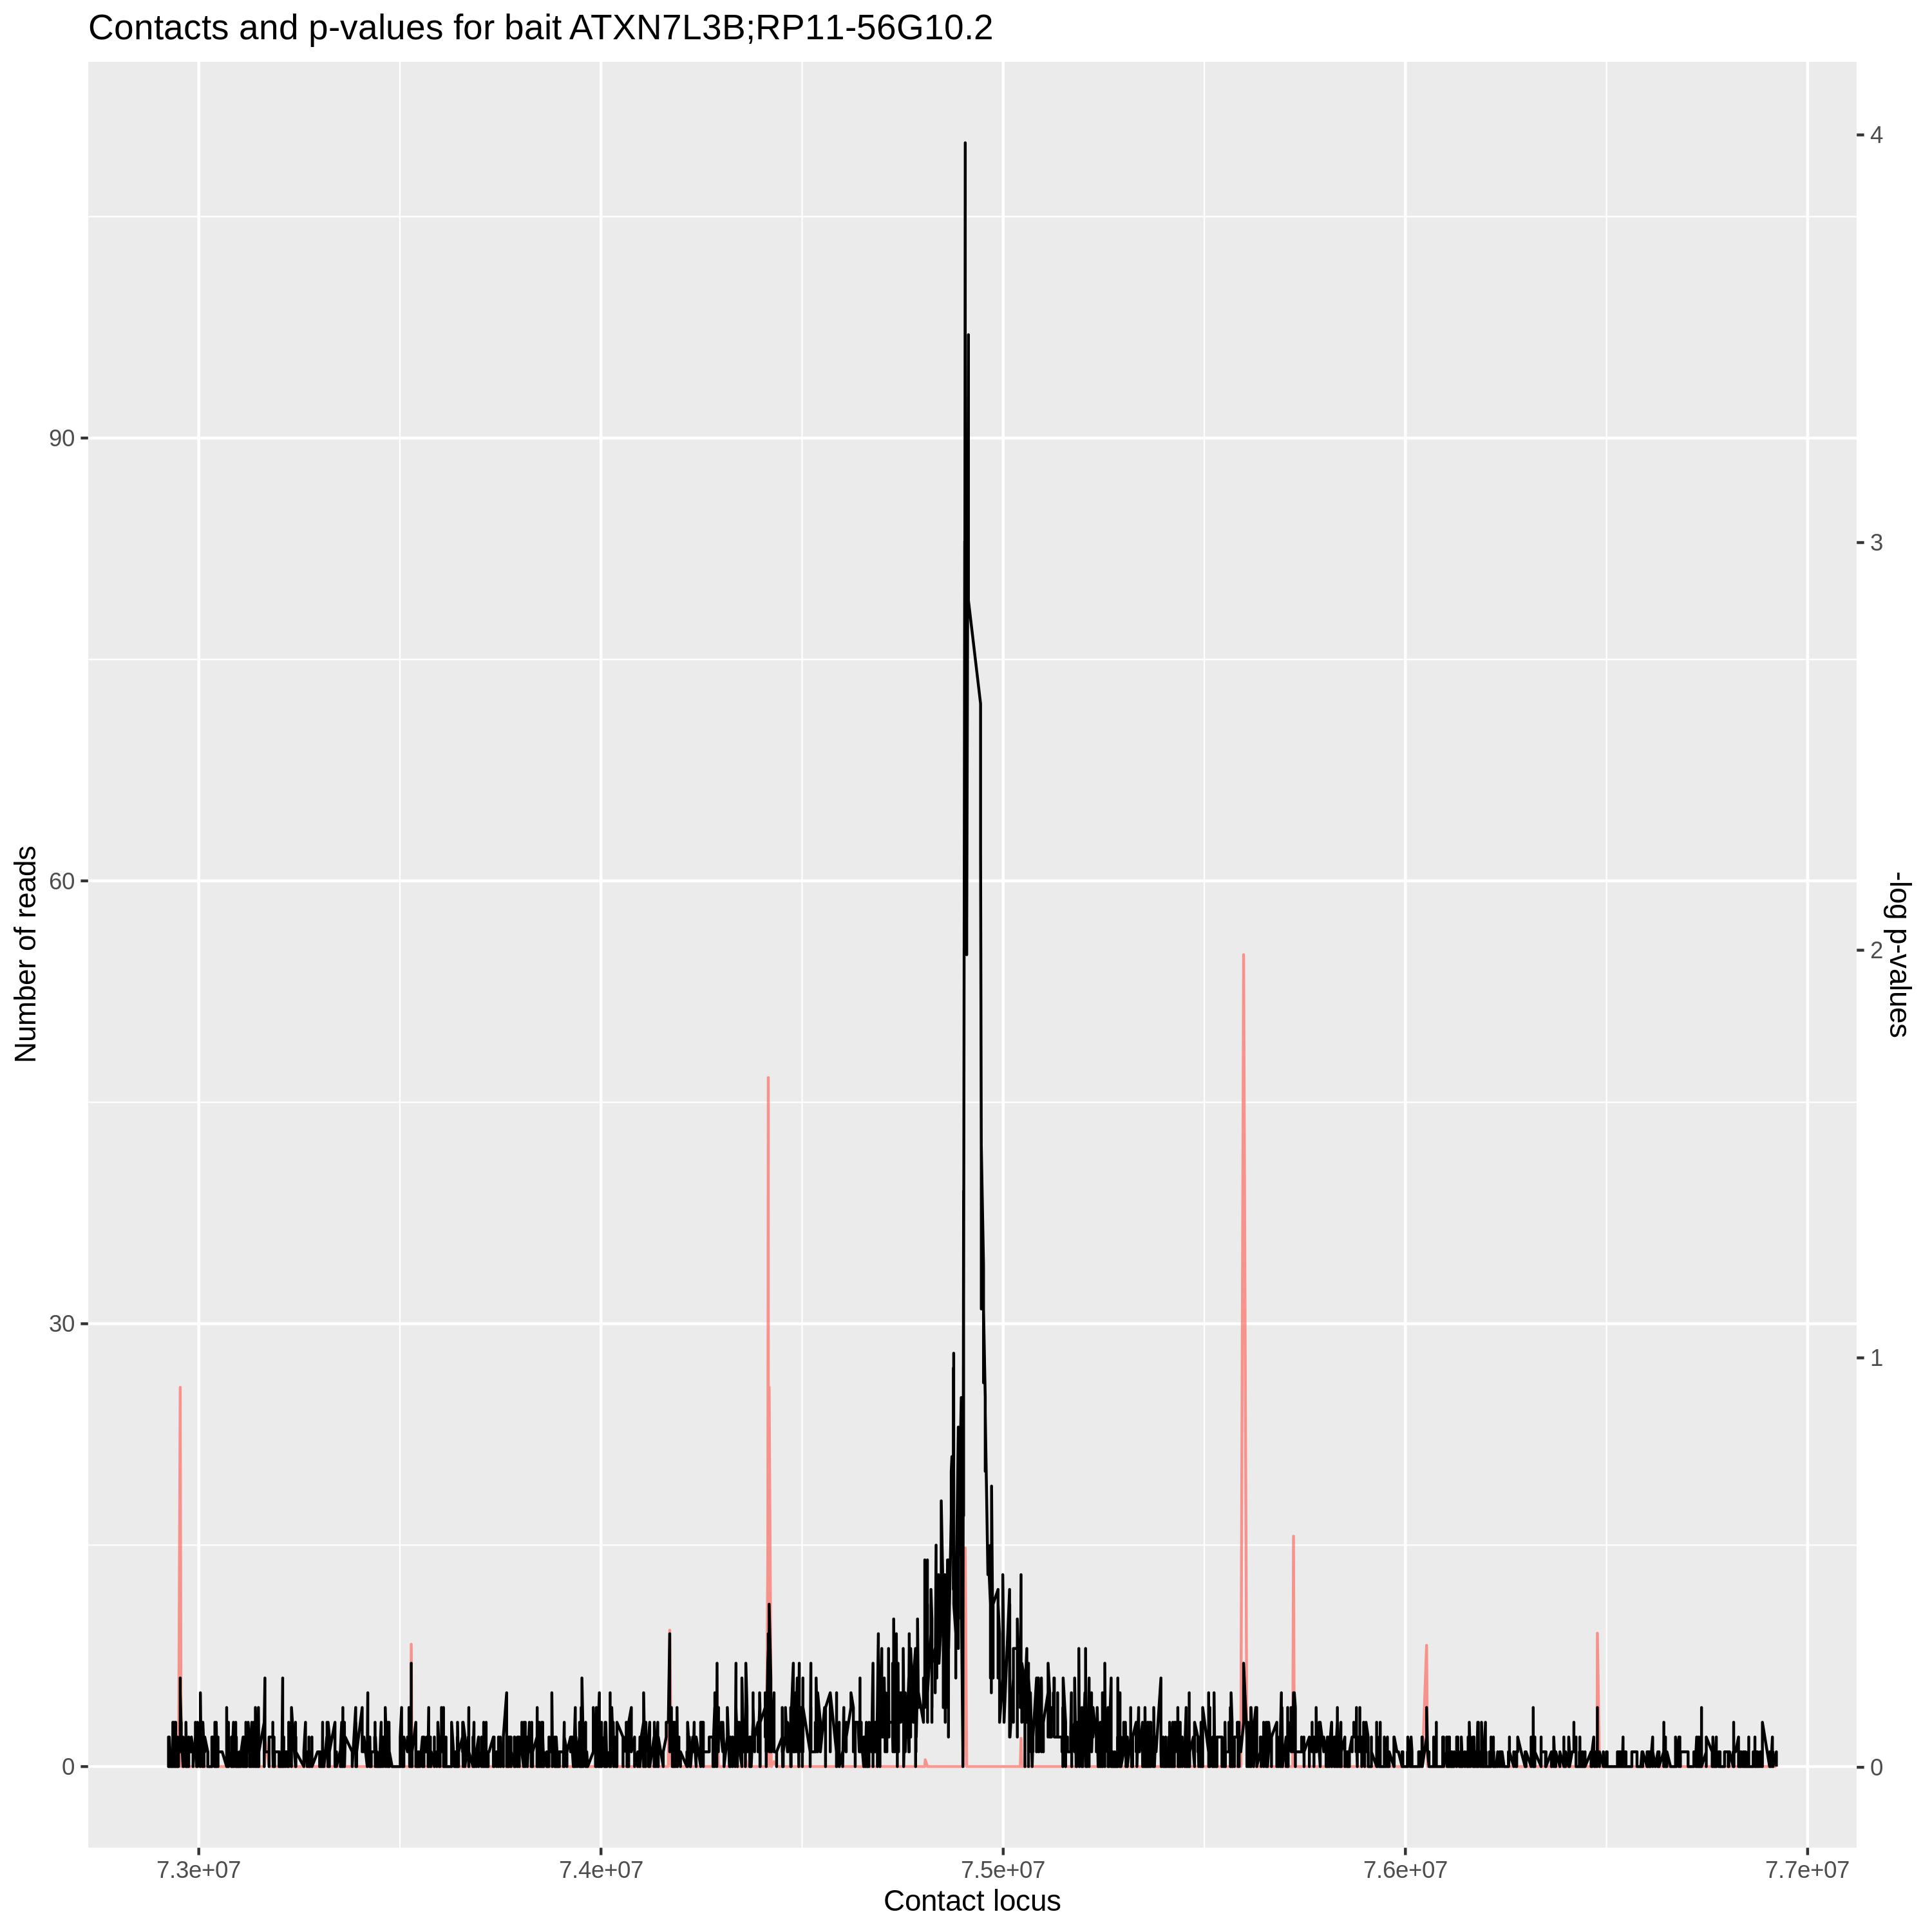 Contacts and p-values for bait ATXN7L3B;RP11-56G10.2
Number of reads
90
60
30
0
4
3
2
1
0
-log p-values
7.3e+07
7.4e+07
7.5e+07
7.6e+07
7.7e+07
Contact locus